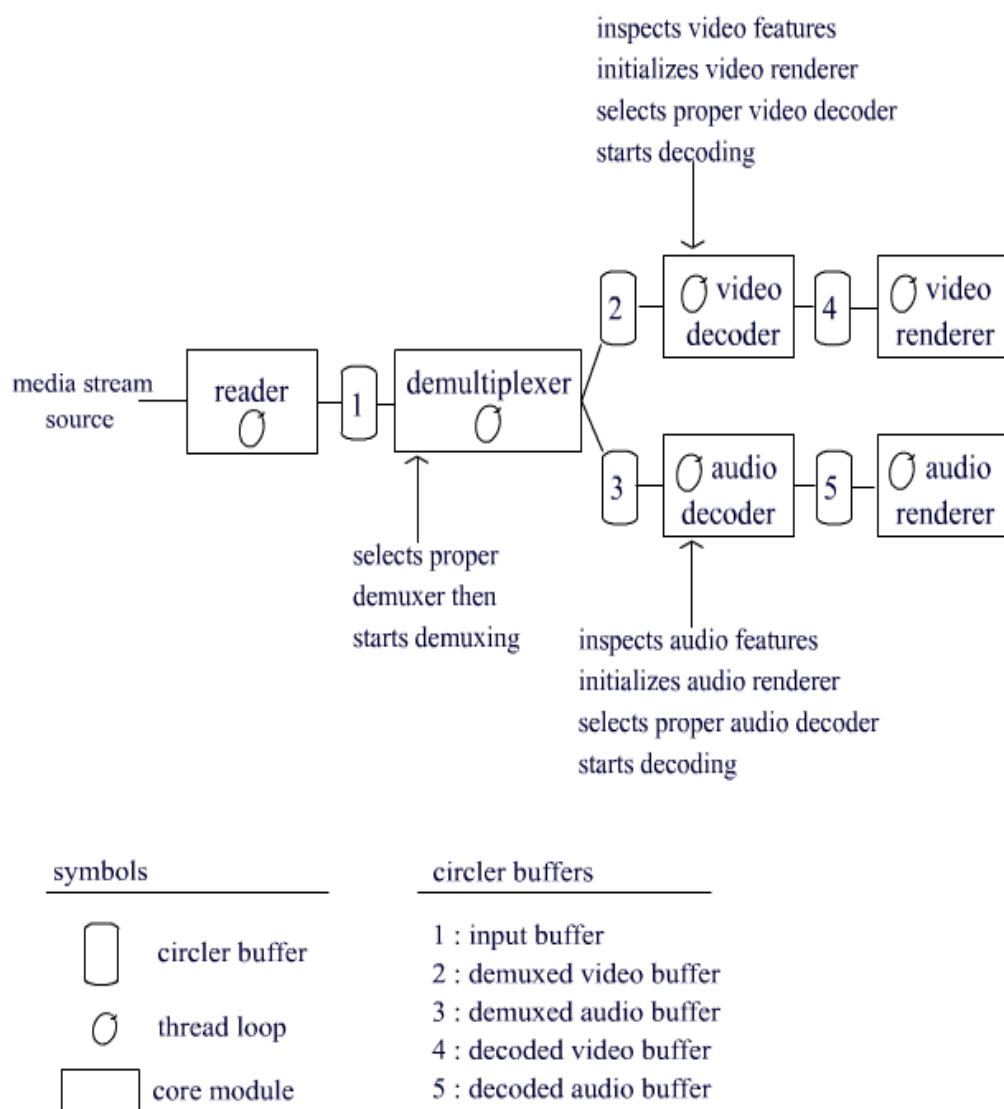 inspects video features
initializes video renderer
selects proper video decoder
starts decoding
media stream
source
reader
1
demultiplexer
2
video
decoder
4
video
renderer
3
audio
decoder
5
audio
renderer
selects proper
demuxer then
starts demuxing
inspects audio features
initializes audio renderer
selects proper audio decoder
starts decoding
symbols
circler buffer
thread loop
core module
circler buffers
1 : input buffer
2 : demuxed video buffer
3 : demuxed audio buffer
4 : decoded video buffer
5 : decoded audio buffer